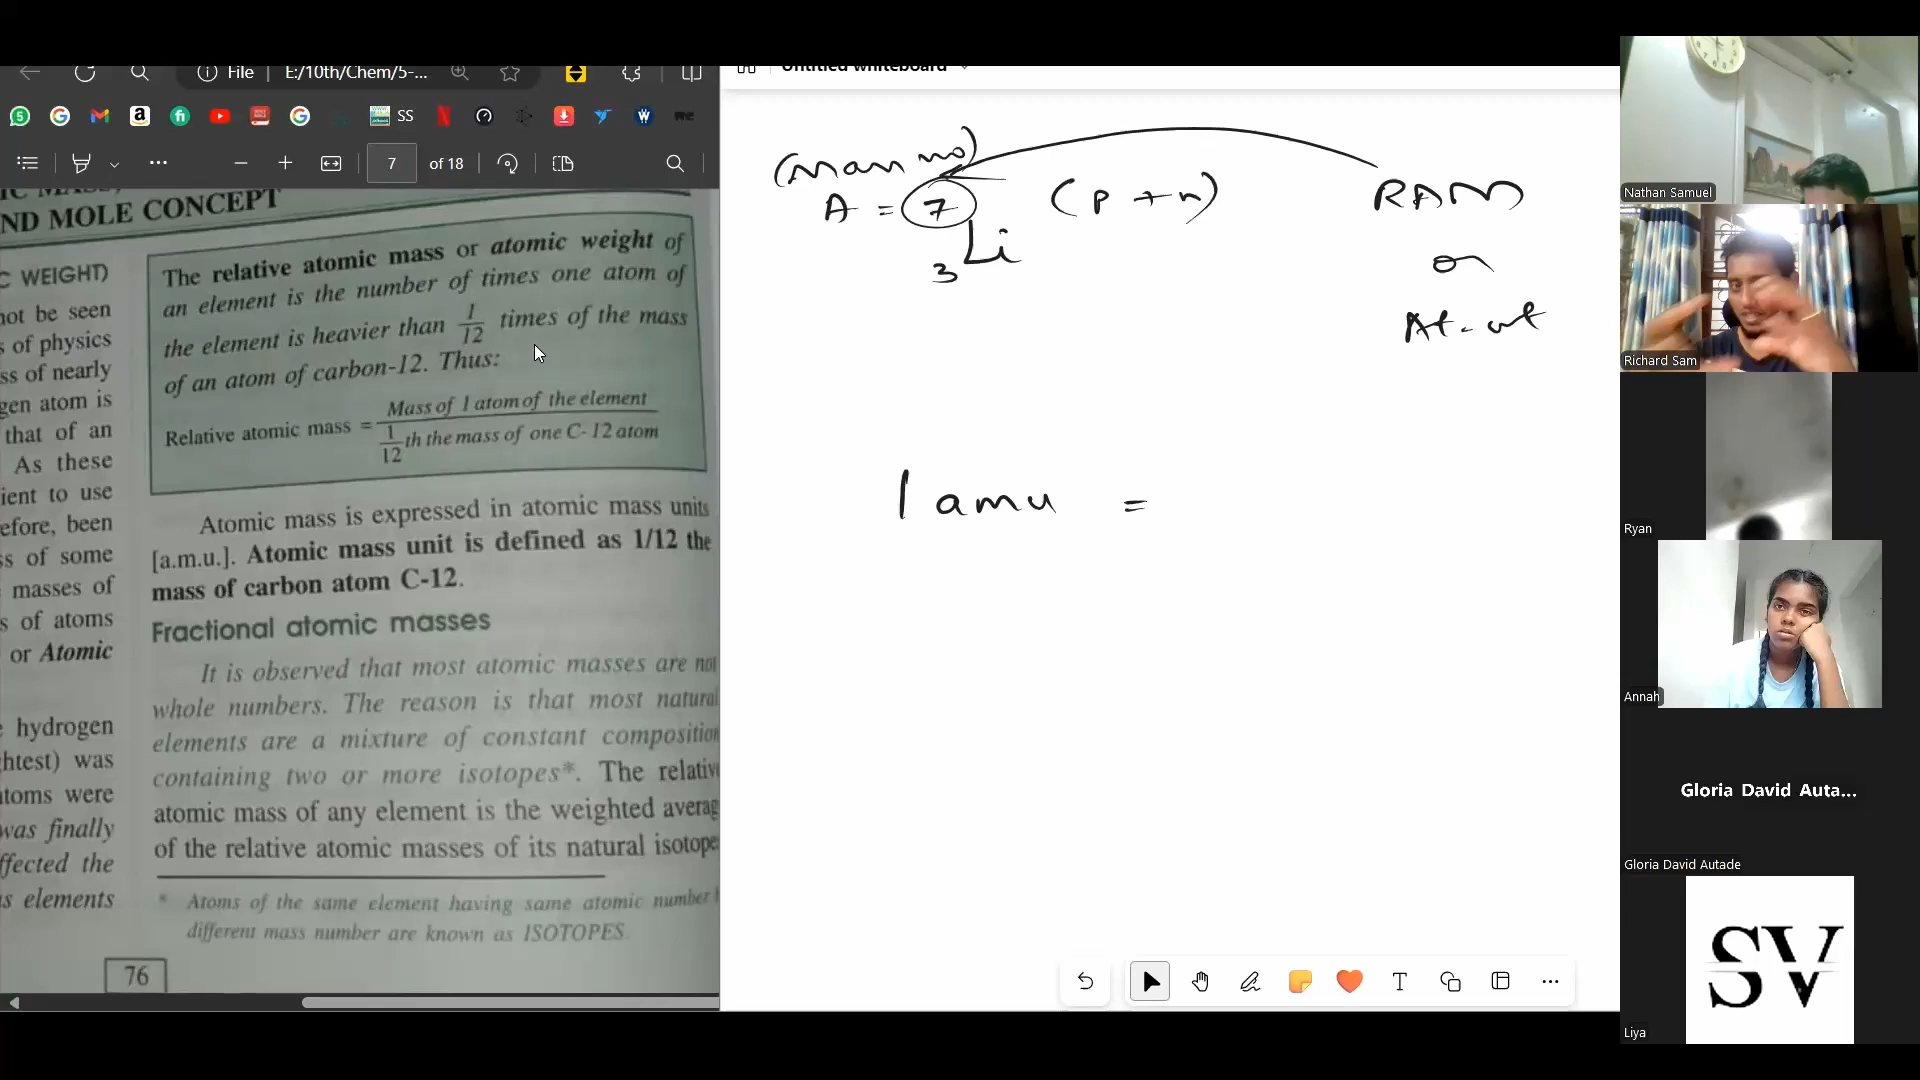 File
E:/10th/Chem/5-...
Untitled whiteboard
5
SS
7
of 18
ND MOLE CONCEPT
C WEIGHT)
not be seen
s of physics
ss of nearly
gen atom is
that of an
As these
ient to use
efore, been
ss of some
masses of
s of atoms
or Atomic
hydrogen
htest) was
atoms were
was finally
ffected the
s elements
The relative atomic mass or atomic weight of
an element is the number of times one atom of
the element is heavier than 1/12 times of the mass
of an atom of carbon-12. Thus:
Relative atomic mass = Mass of 1 atom of the element
1/12 th the mass of one C-12 atom
Atomic mass is expressed in atomic mass units
[a.m.u.]. Atomic mass unit is defined as 1/12 the
mass of carbon atom C-12.
Fractional atomic masses
It is observed that most atomic masses are not
whole numbers. The reason is that most natural
elements are a mixture of constant composition
containing two or more isotopes*. The relative
atomic mass of any element is the weighted averag
of the relative atomic masses of its natural isotope
* Atoms of the same element having same atomic number
different mass number are known as ISOTOPES.
76
(Mass no)
A = 7 (p + n)
3 Li
RAM
or
At. wt
1 amu =
T
Nathan Samuel
Richard Sam
Ryan
Annah
Gloria David Auta...
Gloria David Autade
SV
Liya